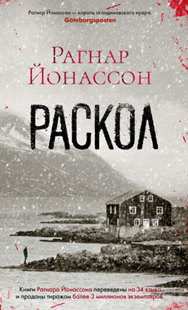 Рагнар Йонассон — король скандинавского нуара.
Göteborgsposten
РАГНАР
ЙОНАССОН
РАСКОЛ
Книги Рагнара Йонассона переведены на 34 языка
и проданы тиражом более 3 миллионов экземпляров.